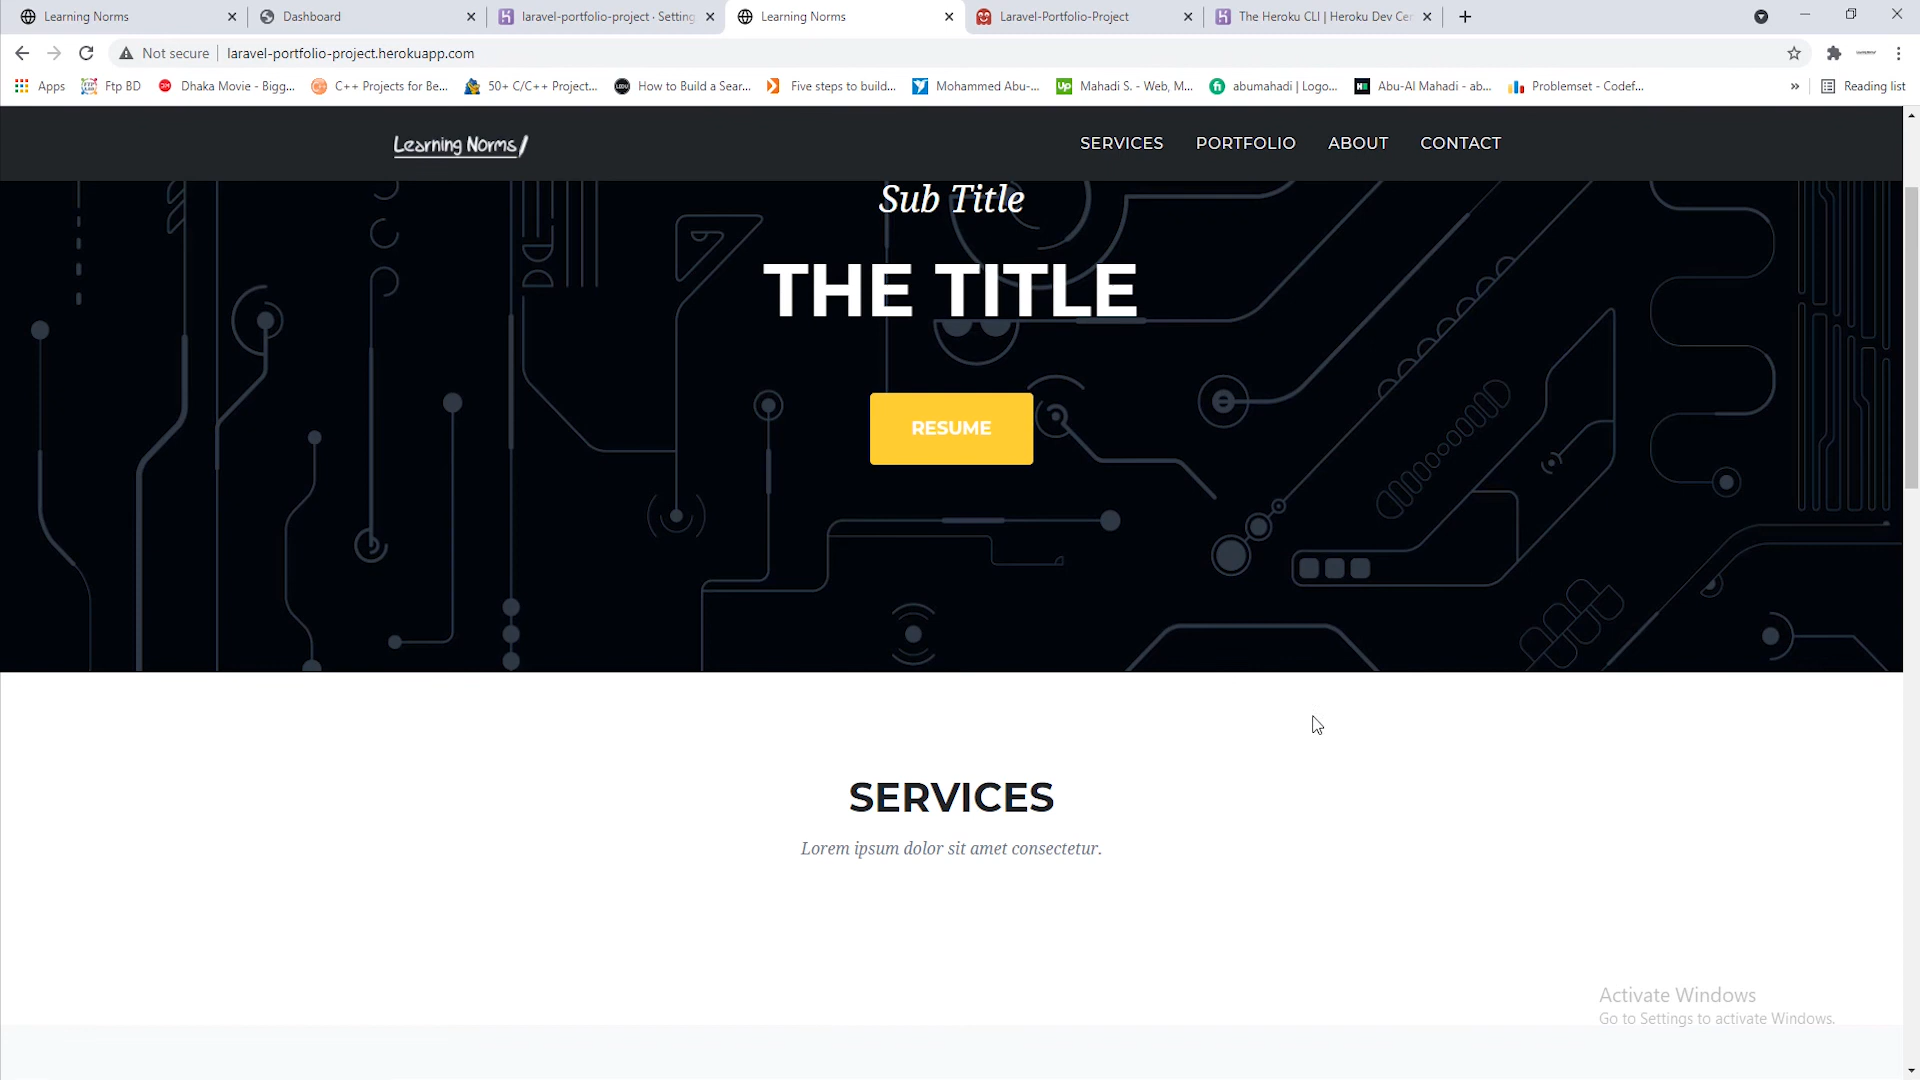 Learning Norms
Dashboard
laravel-portfolio-project · Setting
Learning Norms
Laravel-Portfolio-Project
The Heroku CLI | Heroku Dev Cen
Not secure
laravel-portfolio-project.herokuapp.com
Apps
Ftp BD
Dhaka Movie - Bigg...
C++ Projects for Be...
50+ C/C++ Project...
How to Build a Sear...
Five steps to build...
Mohammed Abu-...
Mahadi S. - Web, M...
abumahadi | Logo...
Abu-Al Mahadi - ab...
Problemset - Codef...
»
Reading list
Learning Norms
SERVICES
PORTFOLIO
ABOUT
CONTACT
Sub Title
THE TITLE
RESUME
SERVICES
Lorem ipsum dolor sit amet consectetur.
Activate Windows
Go to Settings to activate Windows.